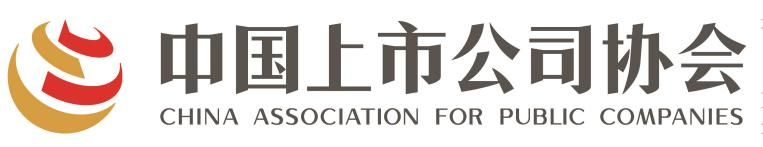 中国上市公司协会
CHINA ASSOCIATION FOR PUBLIC COMPANIES